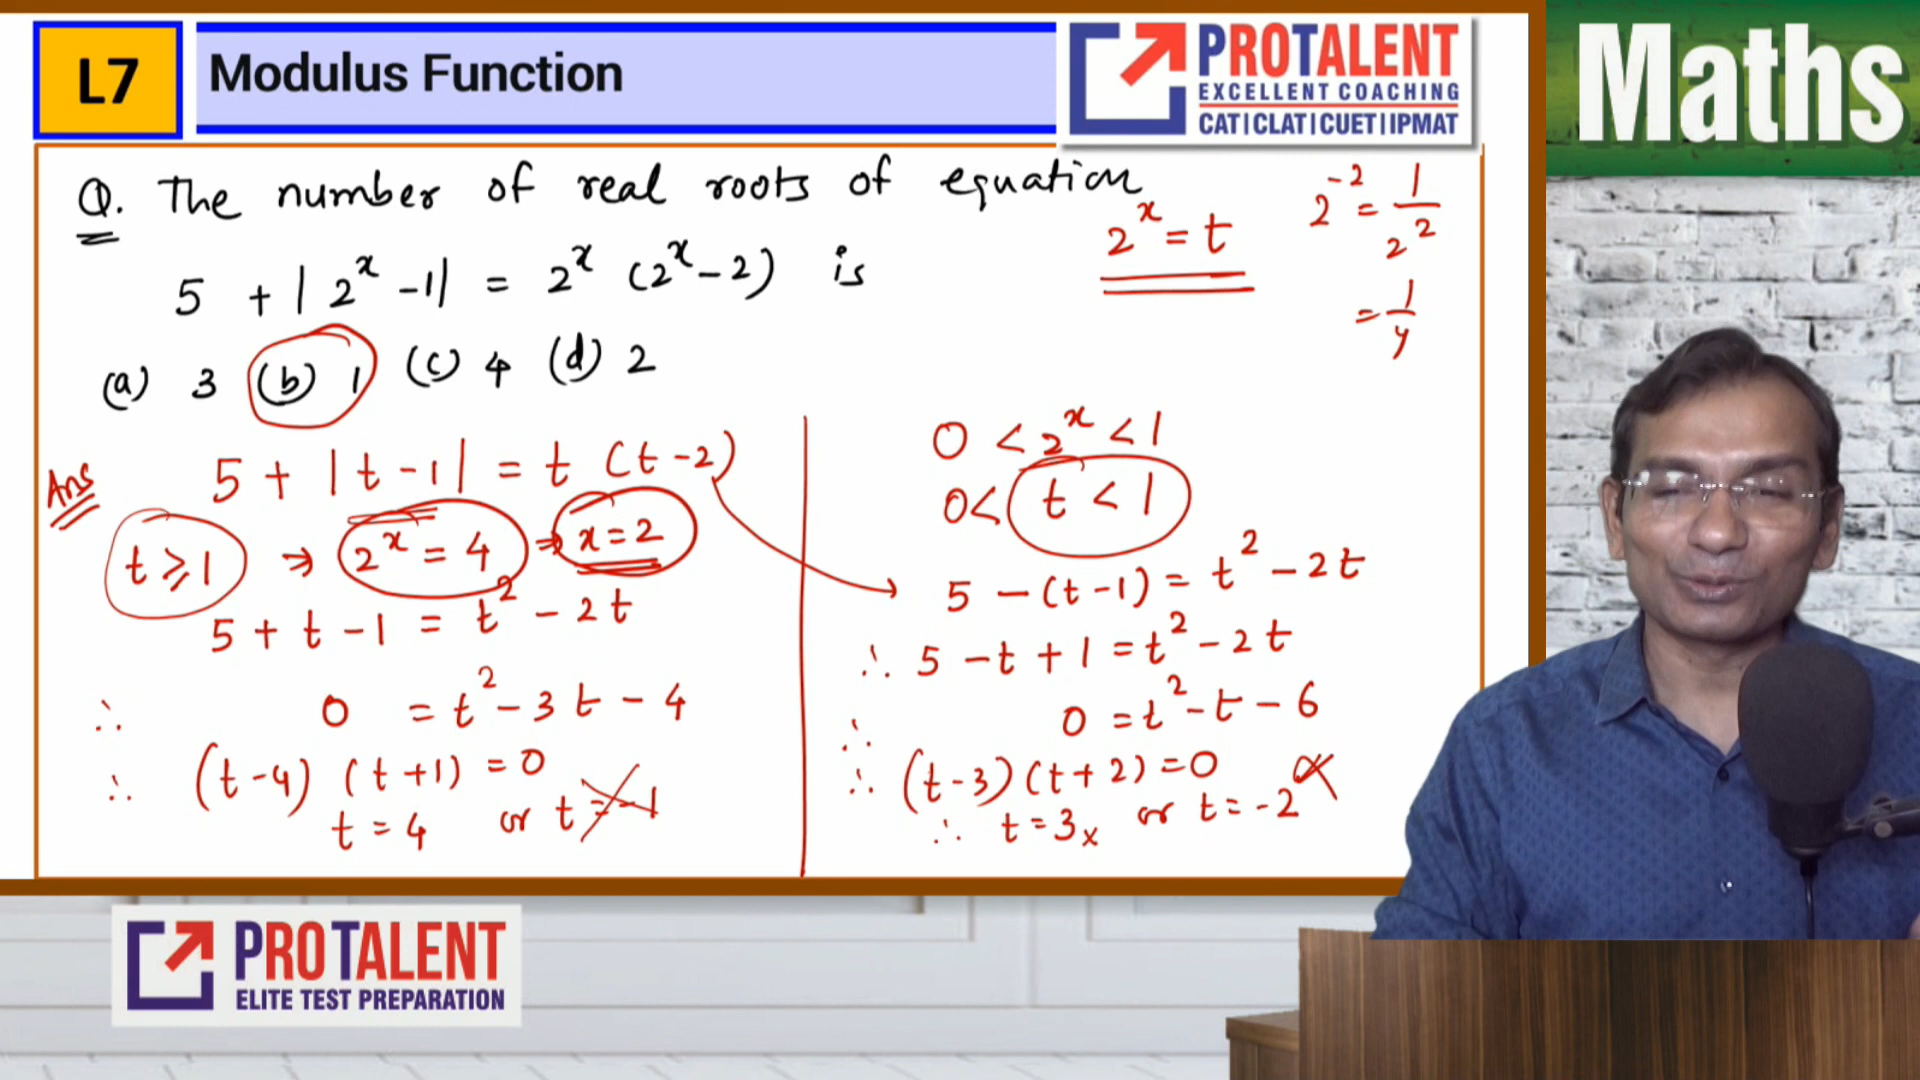 L7
Modulus Function
PROTALENT
EXCELLENT COACHING
CAT|CLAT|CUET|IPMAT
Maths
Q. The number of real roots of equation
5 + |2^x - 1| = 2^x (2^x - 2) is
(a) 3 (b) 1 (c) 4 (d) 2
2^x = t
2^-2 = 1/2^2
= 1/4
Ans
5 + |t - 1| = t (t - 2)
t ≥ 1 ⇒ 2^x = 4 ⇒ x = 2
5 + t - 1 = t^2 - 2t
∴ 0 = t^2 - 3t - 4
∴ (t - 4) (t + 1) = 0
t = 4 or t = -1
0 < 2^x < 1
0 < t < 1
5 - (t - 1) = t^2 - 2t
∴ 5 - t + 1 = t^2 - 2t
∴ 0 = t^2 - t - 6
∴ (t - 3) (t + 2) = 0
∴ t = 3 x or t = -2 x
PROTALENT
ELITE TEST PREPARATION